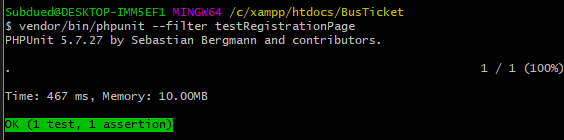 Subdued@DESKTOP-IMM5EF1 MINGW64 /c/xampp/htdocs/BusTicket
$ vendor/bin/phpunit --filter testRegistrationPage
PHPUnit 5.7.27 by Sebastian Bergmann and contributors.
. 1 / 1 (100%)
Time: 467 ms, Memory: 10.00MB
OK (1 test, 1 assertion)